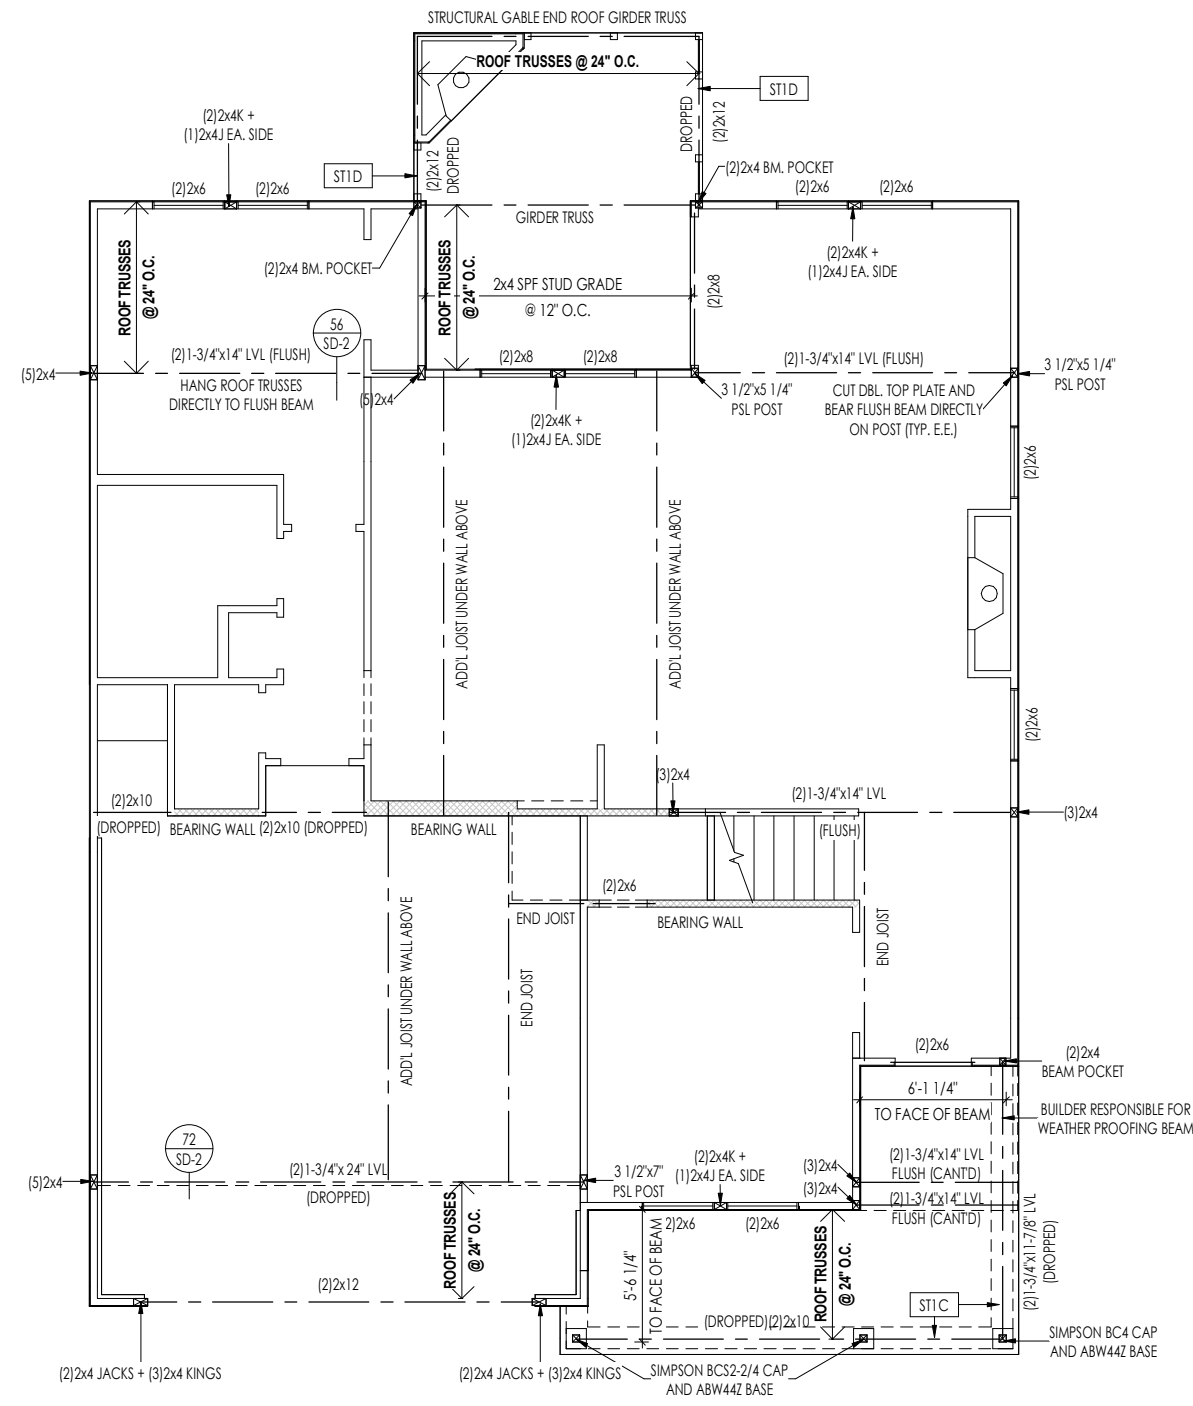 STRUCTURAL GABLE END ROOF GIRDER TRUSS
ROOF TRUSSES @ 24" O.C.
ST1D
DROPPED
(2)2x12
(2)2x4K +
(1)2x4J EA. SIDE
ST1D
(2)2x12
DROPPED
(2)2x4 BM. POCKET
(2)2x6
(2)2x6
(2)2x6
(2)2x6
GIRDER TRUSS
ROOF TRUSSES
@ 24" O.C.
(2)2x4 BM. POCKET
ROOF TRUSSES
@ 24" O.C.
2x4 SPF STUD GRADE
@ 12" O.C.
(2)2x8
(2)2x4K +
(1)2x4J EA. SIDE
56
SD-2
(5)2x4
(2)1-3/4"x14" LVL (FLUSH)
HANG ROOF TRUSSES
DIRECTLY TO FLUSH BEAM
(5)2x4
(2)2x8
(2)2x8
(2)2x4K +
(1)2x4J EA. SIDE
(2)1-3/4"x14" LVL (FLUSH)
3 1/2"x5 1/4"
PSL POST
3 1/2"x5 1/4"
PSL POST
CUT DBL. TOP PLATE AND
BEAR FLUSH BEAM DIRECTLY
ON POST (TYP. E.E.)
(2)2x6
ADD'L JOIST UNDER WALL ABOVE
ADD'L JOIST UNDER WALL ABOVE
(2)2x6
(3)2x4
(2)1-3/4"x14" LVL
(FLUSH)
(3)2x4
(2)2x10
(DROPPED)
BEARING WALL
(2)2x10 (DROPPED)
BEARING WALL
(2)2x6
END JOIST
BEARING WALL
END JOIST
ADD'L JOIST UNDER WALL ABOVE
END JOIST
(2)2x6
(2)2x4
BEAM POCKET
6'-1 1/4"
TO FACE OF BEAM
BUILDER RESPONSIBLE FOR
WEATHER PROOFING BEAM
72
SD-2
(5)2x4
(2)1-3/4"x 24" LVL
(DROPPED)
3 1/2"x7"
PSL POST
(2)2x4K +
(1)2x4J EA. SIDE
(3)2x4
(3)2x4
(2)1-3/4"x14" LVL
FLUSH (CANT'D)
(2)1-3/4"x14" LVL
FLUSH (CANT'D)
2)2x6
(2)2x6
ROOF TRUSSES
@ 24" O.C.
5'-6 1/4"
TO FACE OF BEAM
ROOF TRUSSES
@ 24" O.C.
(2)1-3/4"x11-7/8" LVL
(DROPPED)
(2)2x12
ST1C
(DROPPED)(2)2x10
(2)2x4 JACKS + (3)2x4 KINGS
(2)2x4 JACKS + (3)2x4 KINGS
SIMPSON BCS2-2/4 CAP
AND ABW44Z BASE
SIMPSON BC4 CAP
AND ABW44Z BASE